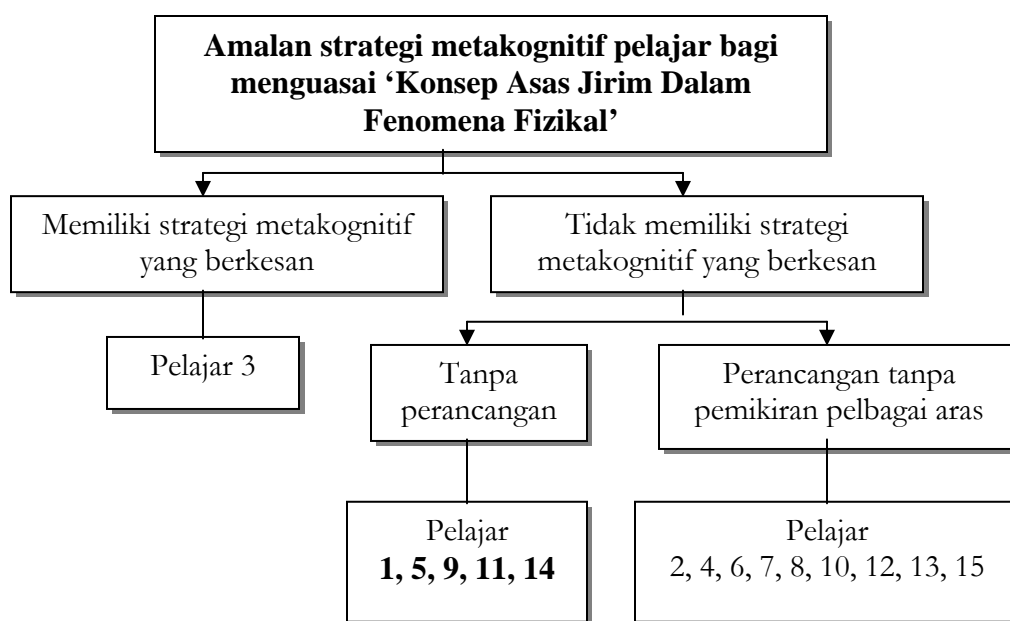 Amalan strategi metakognitif pelajar bagi
menguasai ‘Konsep Asas Jirim Dalam
Fenomena Fizikal’
Memiliki strategi metakognitif
yang berkesan
Tidak memiliki strategi
metakognitif yang berkesan
Pelajar 3
Tanpa
perancangan
Perancangan tanpa
pemikiran pelbagai aras
Pelajar
1, 5, 9, 11, 14
Pelajar
2, 4, 6, 7, 8, 10, 12, 13, 15